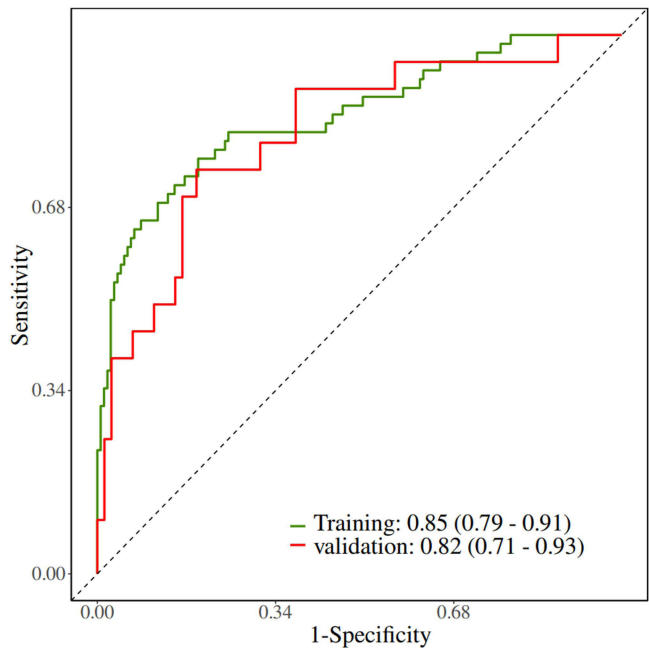 Sensitivity
0.68
0.34
0.00
Training: 0.85 (0.79 - 0.91)
validation: 0.82 (0.71 - 0.93)
0.00
0.34
0.68
1-Specificity